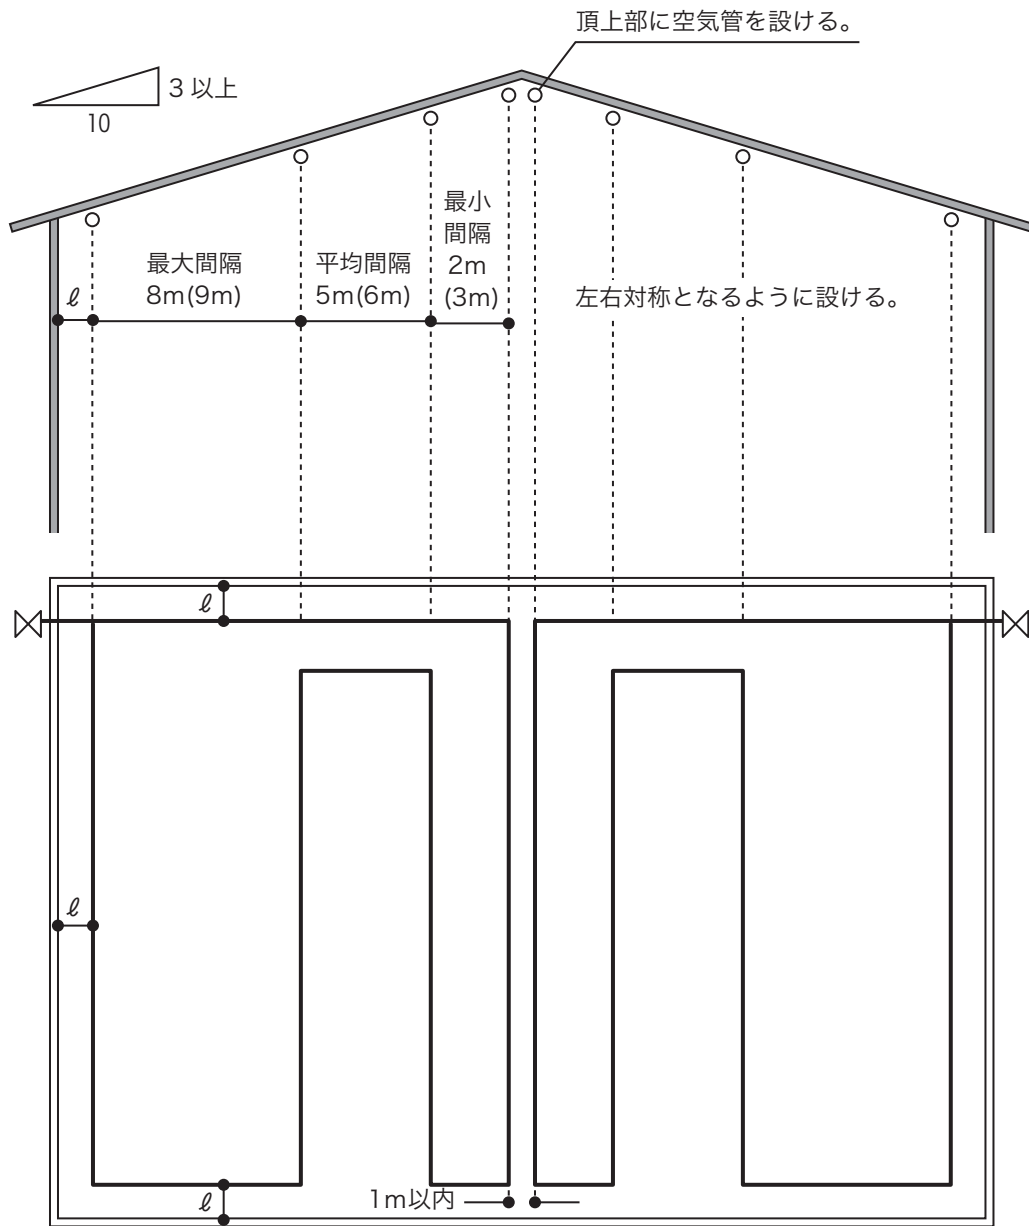 頂上部に空気管を設ける。
3以上
10
最小
間隔
2m
(3m)
最大間隔
8m(9m)
平均間隔
5m(6m)
左右対称となるように設ける。
ℓ
ℓ
ℓ
ℓ
1m以内